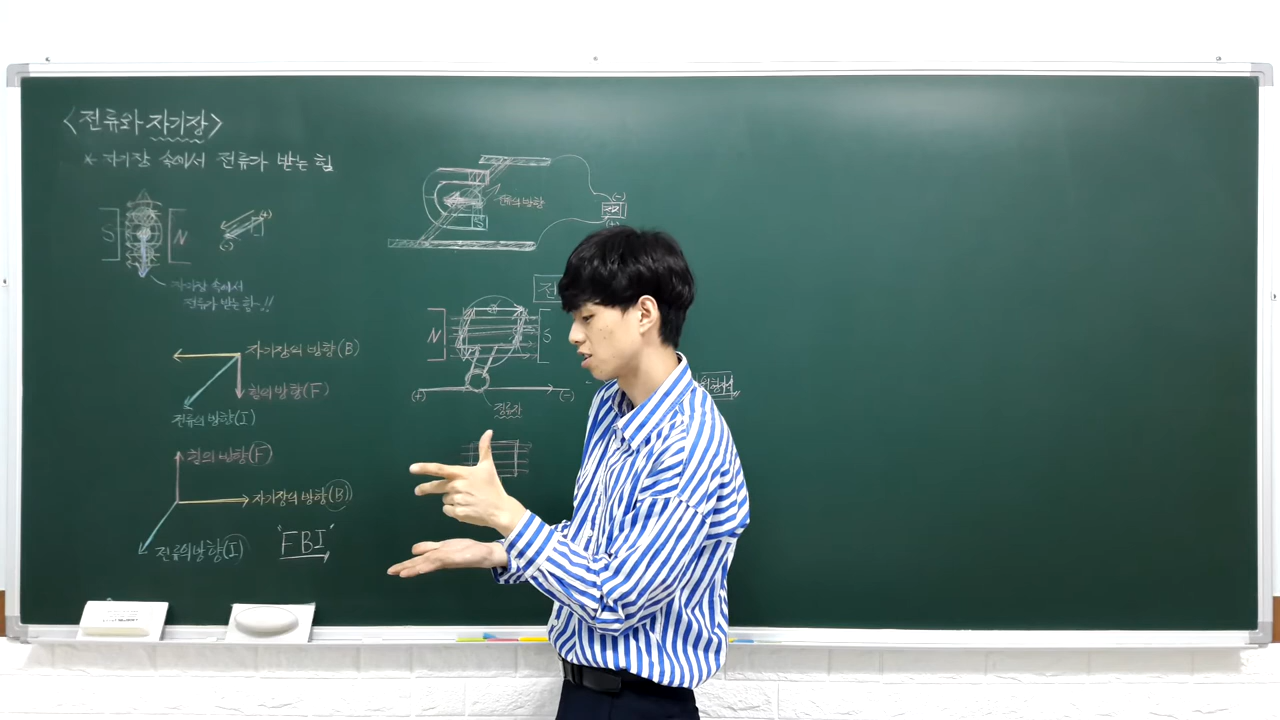 <전류와 자기장>
* 자기장 속에서 전류가 받는 힘
S
N
(+)
(-)
자기장 속에서
전류가 받는 힘~!!
자기장의 방향(B)
힘의 방향(F)
전류의 방향(I)
힘의 방향(F)
자기장의 방향(B)
전류의 방향(I)
"FBI"
S
힘의 방향
(-)
(+)
전
N
S
(+)
(-)
정류자